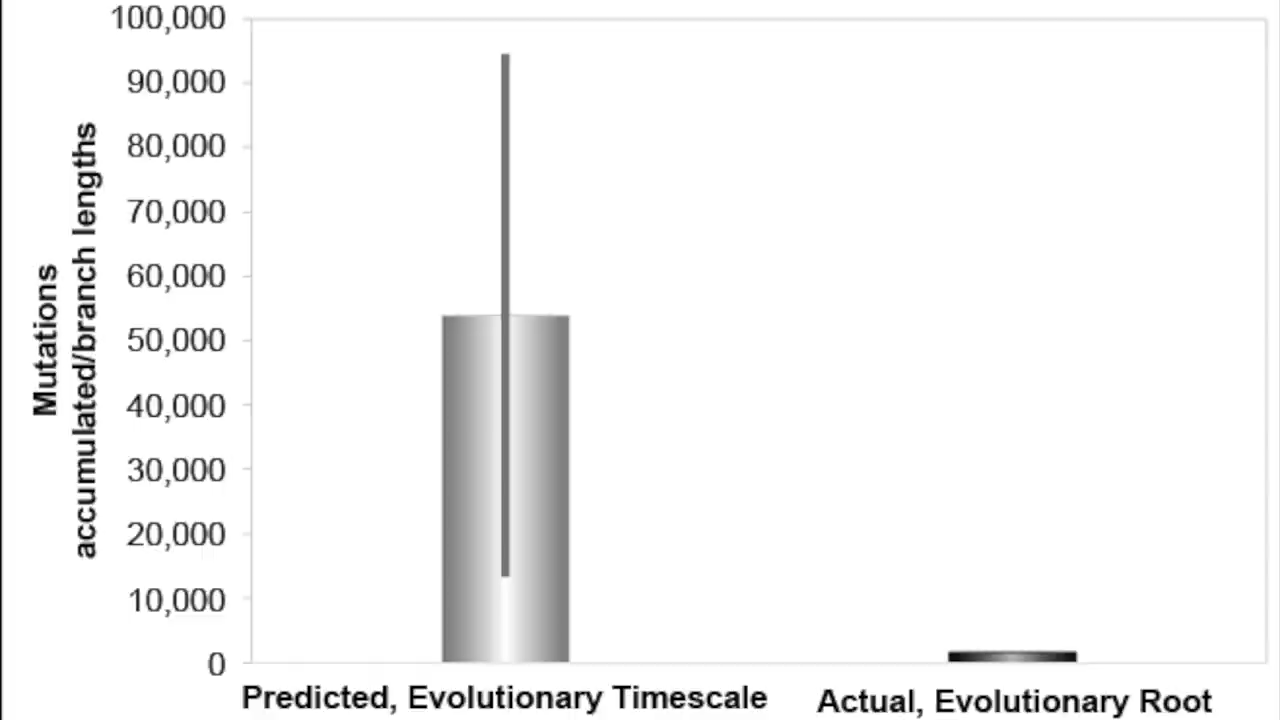 100,000
90,000
80,000
70,000
60,000
50,000
40,000
30,000
20,000
10,000
0
Mutations
accumulated/branch lengths
Predicted, Evolutionary Timescale
Actual, Evolutionary Root